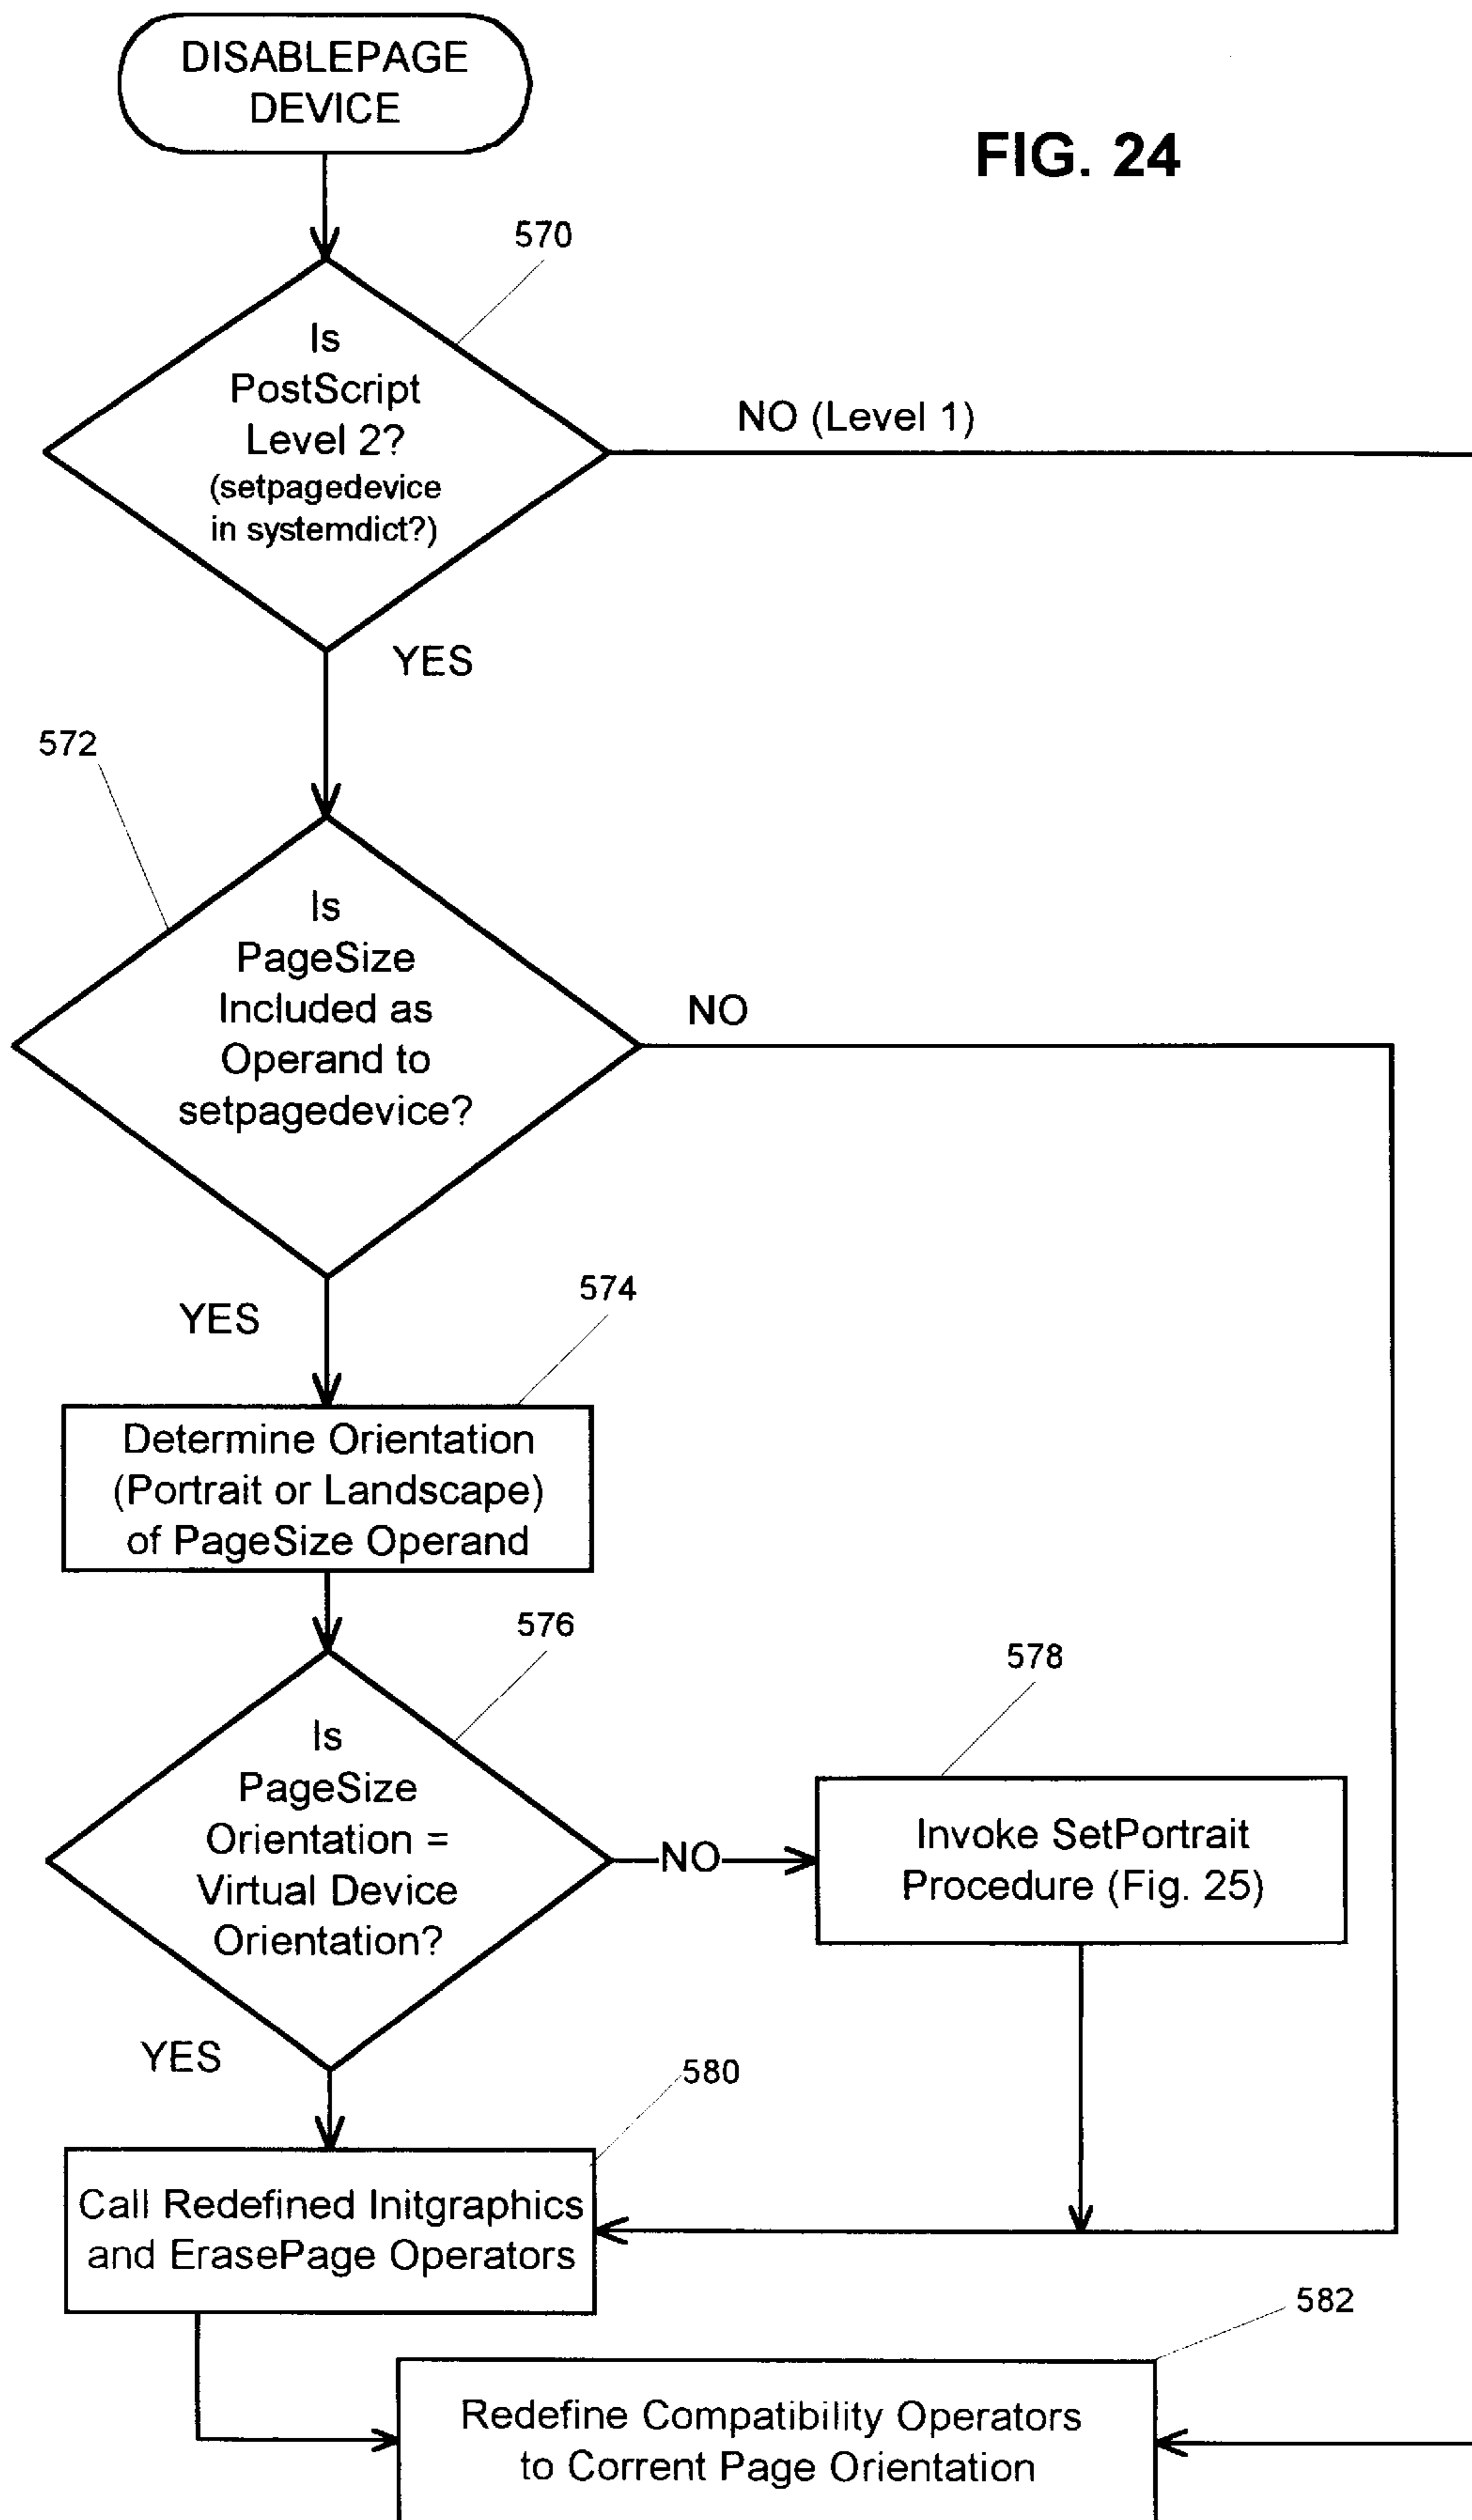 DISABLEPAGE
DEVICE
FIG. 24
570
Is
PostScript
Level 2?
(setpagedevice
in systemdict?)
NO (Level 1)
YES
572
Is
PageSize
Included as
Operand to
setpagedevice?
NO
YES
574
Determine Orientation
(Portrait or Landscape)
of PageSize Operand
576
Is
PageSize
Orientation =
Virtual Device
Orientation?
NO
578
Invoke SetPortrait
Procedure (Fig. 25)
YES
580
Call Redefined Initgraphics
and ErasePage Operators
582
Redefine Compatibility Operators
to Corrent Page Orientation